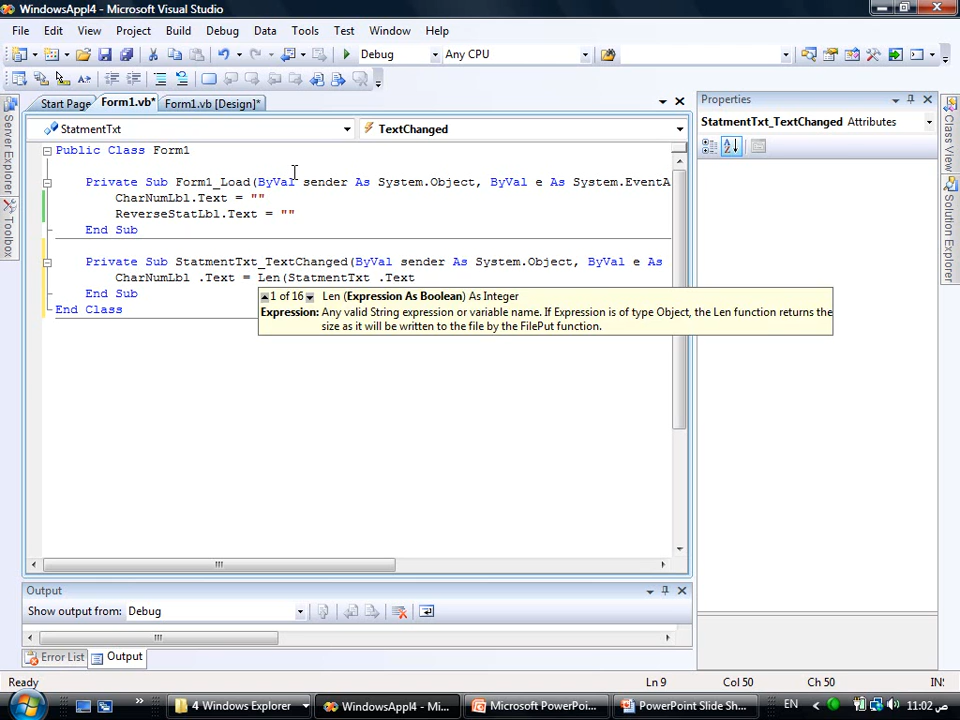 WindowsAppl4 - Microsoft Visual Studio
File Edit View Project Build Debug Data Tools Test Window Help
Debug Any CPU
Start Page Form1.vb* Form1.vb [Design]*
StatmentTxt TextChanged
Public Class Form1
Private Sub Form1_Load(ByVal sender As System.Object, ByVal e As System.EventA
CharNumLbl.Text = ""
ReverseStatLbl.Text = ""
End Sub
Private Sub StatmentTxt_TextChanged(ByVal sender As System.Object, ByVal e As
CharNumLbl .Text = Len(StatmentTxt .Text
End Sub
End Class
1 of 16 Len (Expression As Boolean) As Integer
Expression: Any valid String expression or variable name. If Expression is of type Object, the Len function returns the
size as it will be written to the file by the FilePut function.
Server Explorer
Toolbox
Properties
StatmentTxt_TextChanged Attributes
Class View
Solution Explorer
Output
Show output from: Debug
Error List Output
Ready Ln 9 Col 50 Ch 50 INS
4 Windows Explorer WindowsAppl4 - Mi... Microsoft PowerPoi... PowerPoint Slide Sh... EN 11:02 ص